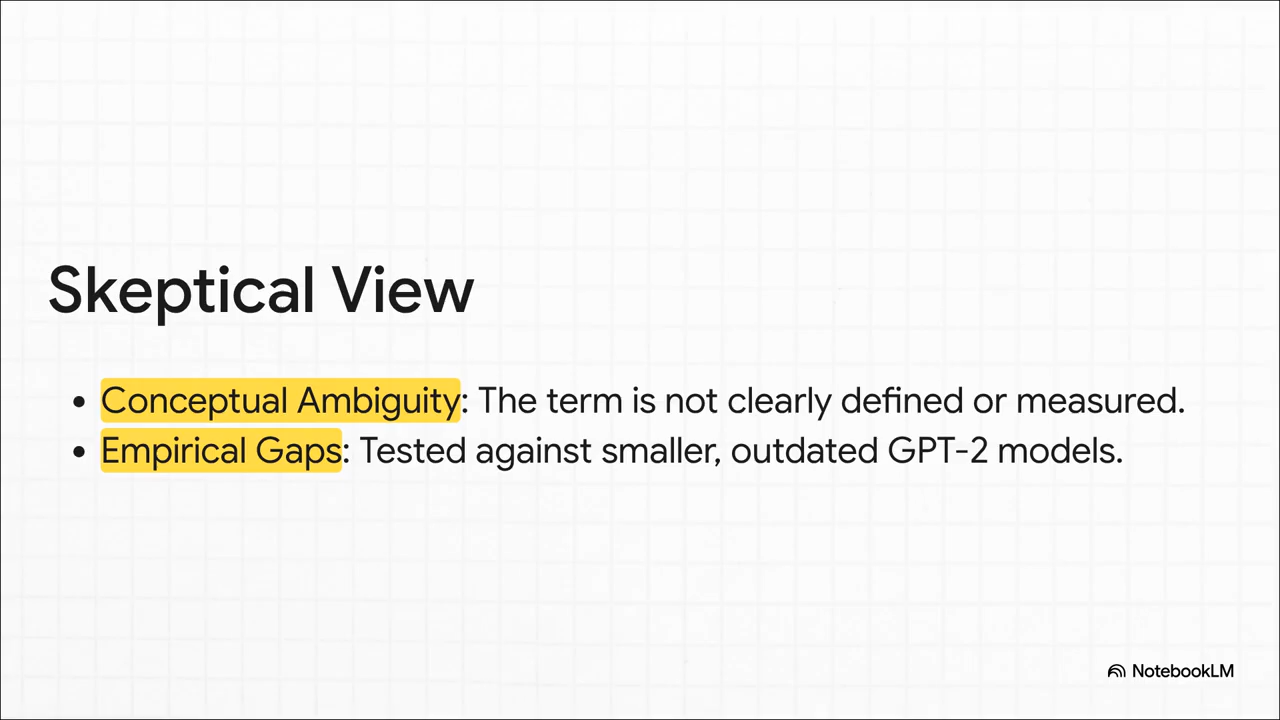 Skeptical View
• Conceptual Ambiguity: The term is not clearly defined or measured.
• Empirical Gaps: Tested against smaller, outdated GPT-2 models.
NotebookLM